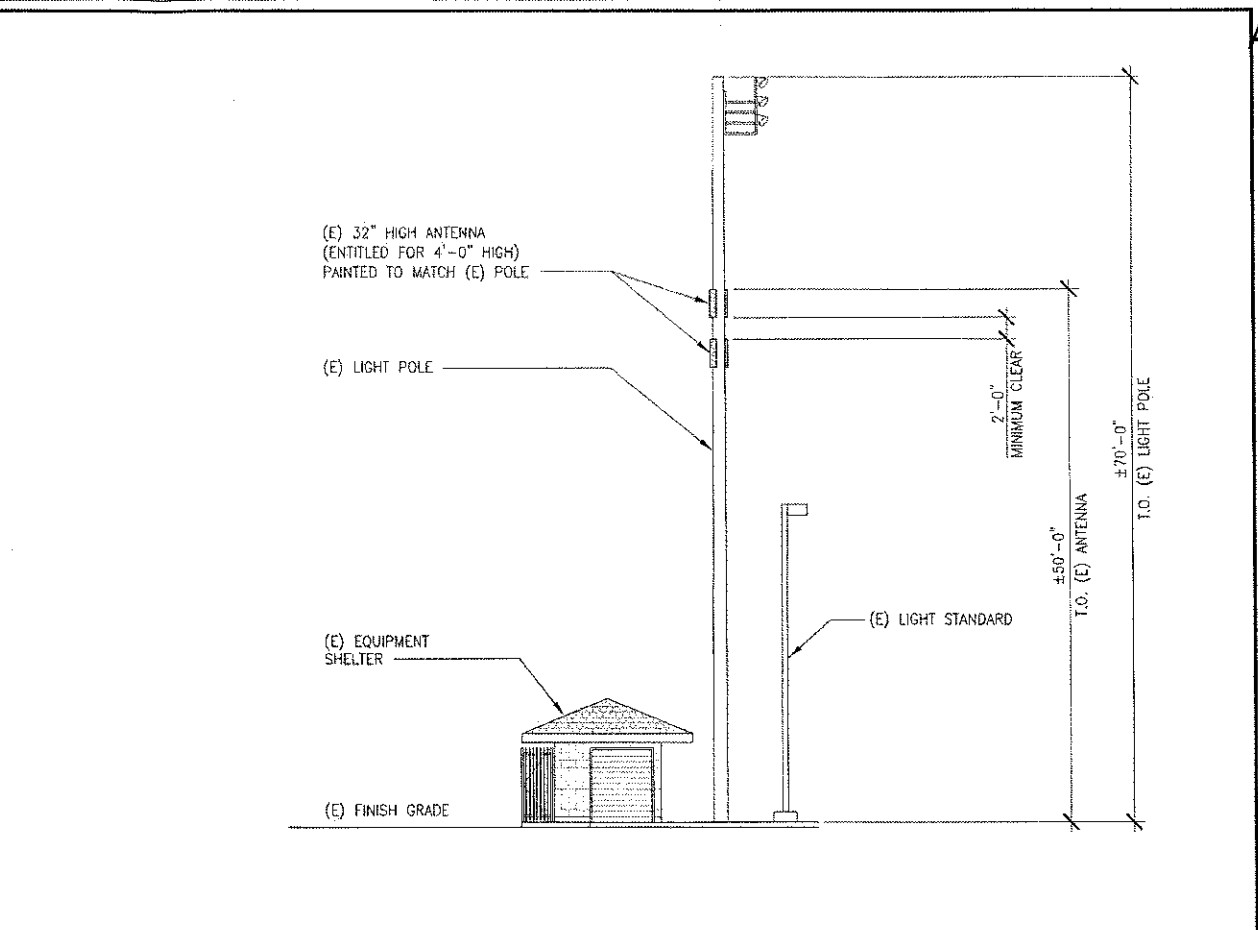 (E) 32" HIGH ANTENNA
(ENTITLED FOR 4'-0" HIGH)
PAINTED TO MATCH (E) POLE
(E) LIGHT POLE
2'-0"
MINIMUM CLEAR
±50'-0"
T.O. (E) ANTENNA
±70'-0"
T.O. (E) LIGHT POLE
(E) LIGHT STANDARD
(E) EQUIPMENT
SHELTER
(E) FINISH GRADE